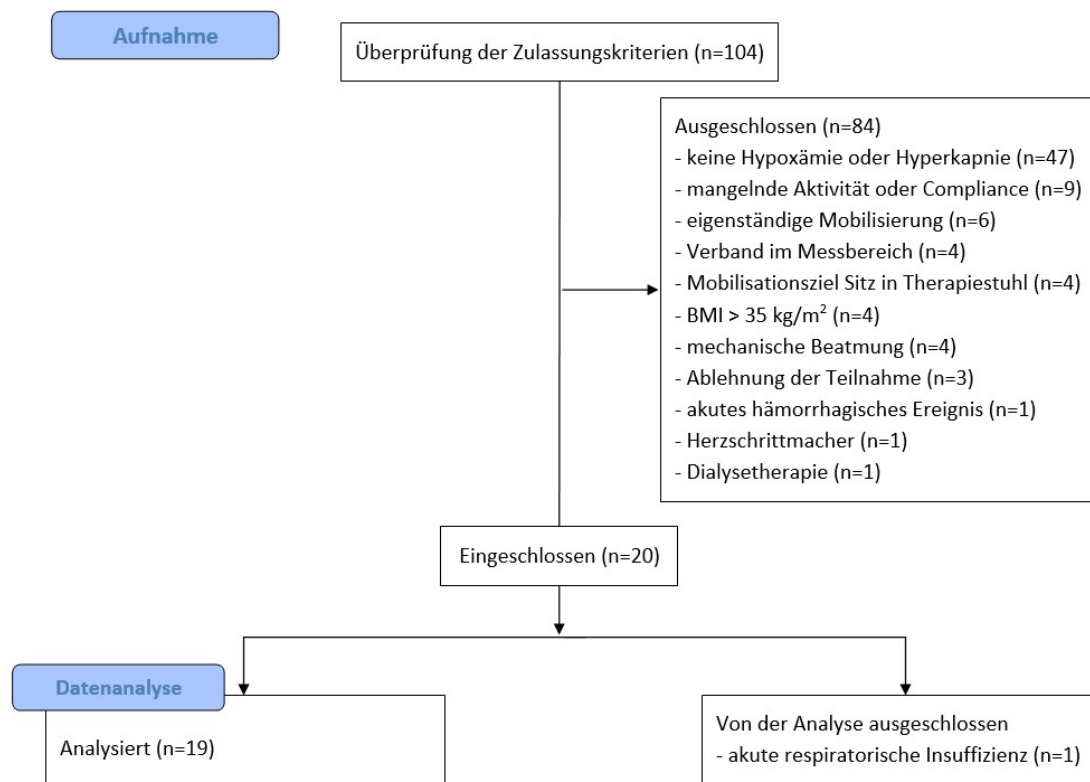 Aufnahme
Überprüfung der Zulassungskriterien (n=104)
Ausgeschlossen (n=84)
- keine Hypoxämie oder Hyperkapnie (n=47)
- mangelnde Aktivität oder Compliance (n=9)
- eigenständige Mobilisierung (n=6)
- Verband im Messbereich (n=4)
- Mobilisationsziel Sitz in Therapiestuhl (n=4)
- BMI > 35 kg/m² (n=4)
- mechanische Beatmung (n=4)
- Ablehnung der Teilnahme (n=3)
- akutes hämorrhagisches Ereignis (n=1)
- Herzschrittmacher (n=1)
- Dialysetherapie (n=1)
Eingeschlossen (n=20)
Datenanalyse
Analysiert (n=19)
Von der Analyse ausgeschlossen
- akute respiratorische Insuffizienz (n=1)